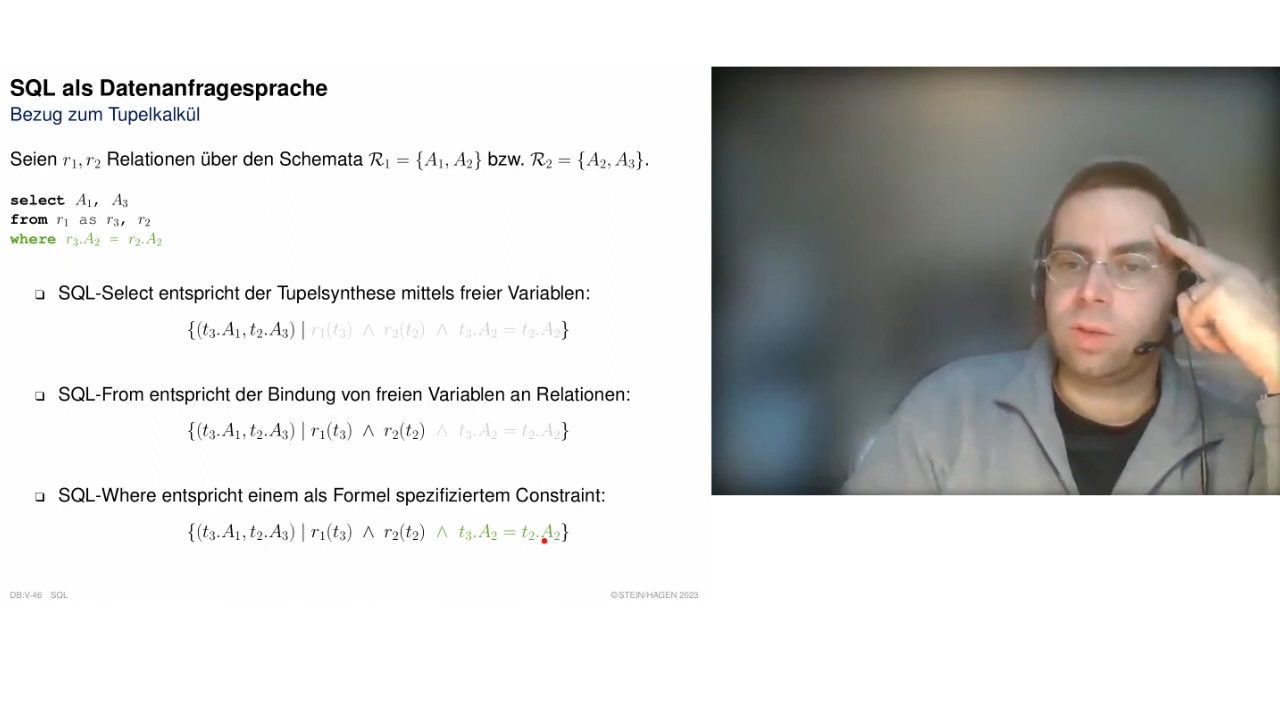 SQL als Datenanfragesprache
Bezug zum Tupelkalkül
Seien r₁, r₂ Relationen über den Schemata ℛ₁ = {A₁, A₂} bzw. ℛ₂ = {A₂, A₃}.
select A₁, A₃
from r₁ as r₃, r₂
where r₃.A₂ = r₂.A₂
❑ SQL-Select entspricht der Tupelsynthese mittels freier Variablen:
{(t₃.A₁, t₂.A₃) | r₁(t₃) ∧ r₂(t₂) ∧ t₃.A₂ = t₂.A₂}
❑ SQL-From entspricht der Bindung von freien Variablen an Relationen:
{(t₃.A₁, t₂.A₃) | r₁(t₃) ∧ r₂(t₂) ∧ t₃.A₂ = t₂.A₂}
❑ SQL-Where entspricht einem als Formel spezifiziertem Constraint:
{(t₃.A₁, t₂.A₃) | r₁(t₃) ∧ r₂(t₂) ∧ t₃.A₂ = t₂.A₂}
DB:V-46 SQL
©STEIN/HAGEN 2023